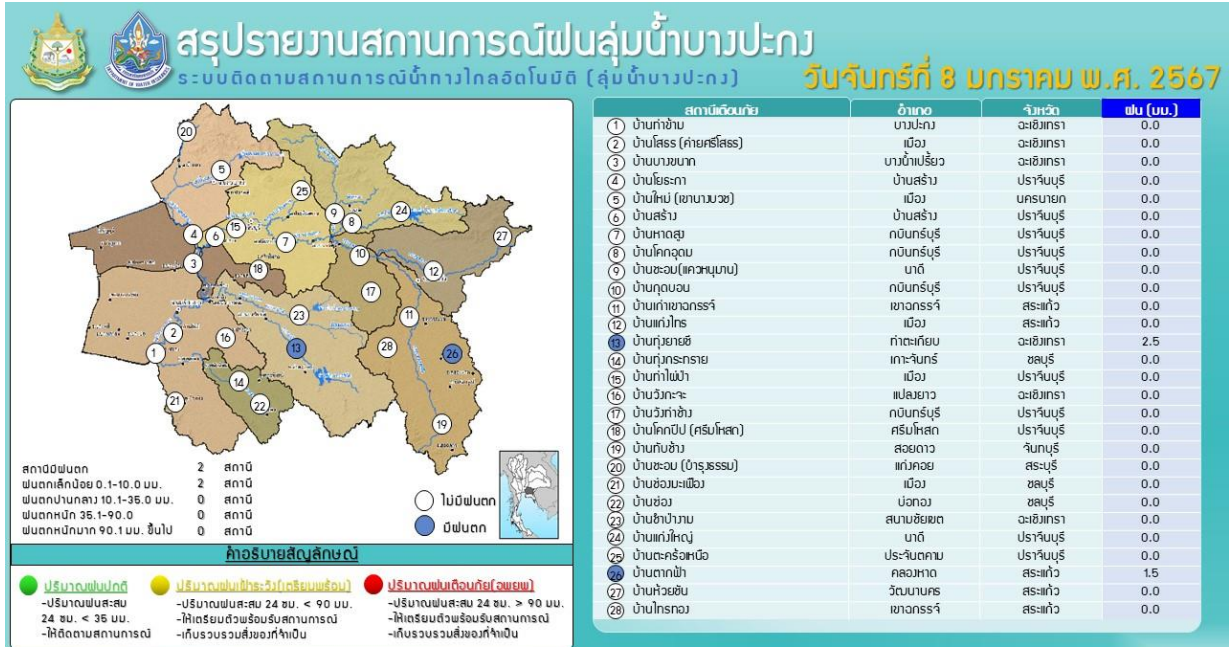 สรุปรายงานสถานการณ์ฝนลุ่มน้ำบางปะกง
ระบบติดตามสถานการณ์น้ำทางไกลอัตโนมัติ (ลุ่มน้ำบางปะกง)
วันจันทร์ที่ 8 มกราคม พ.ศ. 2567
20
5
25
9
8
24
27
4
6
15
7
10
12
3
18
17
23
11
2
16
13
28
26
1
14
21
22
19
สถานีมีฝนตก 2 สถานี
ฝนตกเล็กน้อย 0.1-10.0 มม. 2 สถานี
ฝนตกปานกลาง 10.1-35.0 มม. 0 สถานี
ฝนตกหนัก 35.1-90.0 0 สถานี
ฝนตกหนักมาก 90.1 มม. ขึ้นไป 0 สถานี
ไม่มีฝนตก
มีฝนตก
คำอธิบายสัญลักษณ์
ปริมาณฝนปกติ
-ปริมาณฝนสะสม
24 ชม. < 35 มม.
-ให้ติดตามสถานการณ์
ปริมาณฝนเฝ้าระวัง(เตรียมพร้อม)
-ปริมาณฝนสะสม 24 ชม. < 90 มม.
-ให้เตรียมตัวพร้อมรับสถานการณ์
-เก็บรวบรวมสิ่งของที่จำเป็น
ปริมาณฝนเตือนภัย(อพยพ)
-ปริมาณฝนสะสม 24 ชม. > 90 มม.
-ให้เตรียมตัวพร้อมรับสถานการณ์
-เก็บรวบรวมสิ่งของที่จำเป็น
สถานีเตือนภัย อำเภอ จังหวัด ฝน (มม.)
1 บ้านท่าข้าม บางปะกง ฉะเชิงเทรา 0.0
2 บ้านโสธร (ค่ายศรีโสธร) เมือง ฉะเชิงเทรา 0.0
3 บ้านบางขนาก บางน้ำเปรี้ยว ฉะเชิงเทรา 0.0
4 บ้านโยธะกา บ้านสร้าง ปราจีนบุรี 0.0
5 บ้านใหม่ (เขานางบวช) เมือง นครนายก 0.0
6 บ้านสร้าง บ้านสร้าง ปราจีนบุรี 0.0
7 บ้านหาดสูง กบินทร์บุรี ปราจีนบุรี 0.0
8 บ้านโคกอุดม กบินทร์บุรี ปราจีนบุรี 0.0
9 บ้านซะอม(แควหนุมาน) นาดี ปราจีนบุรี 0.0
10 บ้านกุดบอน กบินทร์บุรี ปราจีนบุรี 0.0
11 บ้านเก่าเขาฉกรรจ์ เขาฉกรรจ์ สระแก้ว 0.0
12 บ้านแก่งไทร เมือง สระแก้ว 0.0
13 บ้านทุ่งยายชี ท่าตะเกียบ ฉะเชิงเทรา 2.5
14 บ้านทุ่งกระทราย เกาะจันทร์ ชลบุรี 0.0
15 บ้านท่าไผ่ป่า เมือง ปราจีนบุรี 0.0
16 บ้านวังกะจะ แปลงยาว ฉะเชิงเทรา 0.0
17 บ้านวังท่าช้าง กบินทร์บุรี ปราจีนบุรี 0.0
18 บ้านโคกปีป (ศรีมโหสถ) ศรีมโหสถ ปราจีนบุรี 0.0
19 บ้านทับช้าง สอยดาว จันทบุรี 0.0
20 บ้านซะอม (บำรุงธรรม) แก่งคอย สระบุรี 0.0
21 บ้านช่องมะเฟือง เมือง ชลบุรี 0.0
22 บ้านช่อง บ่อทอง ชลบุรี 0.0
23 บ้านชำป่างาม สนามชัยเขต ฉะเชิงเทรา 0.0
24 บ้านแก่งใหญ่ นาดี ปราจีนบุรี 0.0
25 บ้านตะคร้อเหนือ ประจันตคาม ปราจีนบุรี 0.0
26 บ้านตากฟ้า คลองหาด สระแก้ว 1.5
27 บ้านห้วยชัน วัฒนานคร สระแก้ว 0.0
28 บ้านไทรทอง เขาฉกรรจ์ สระแก้ว 0.0